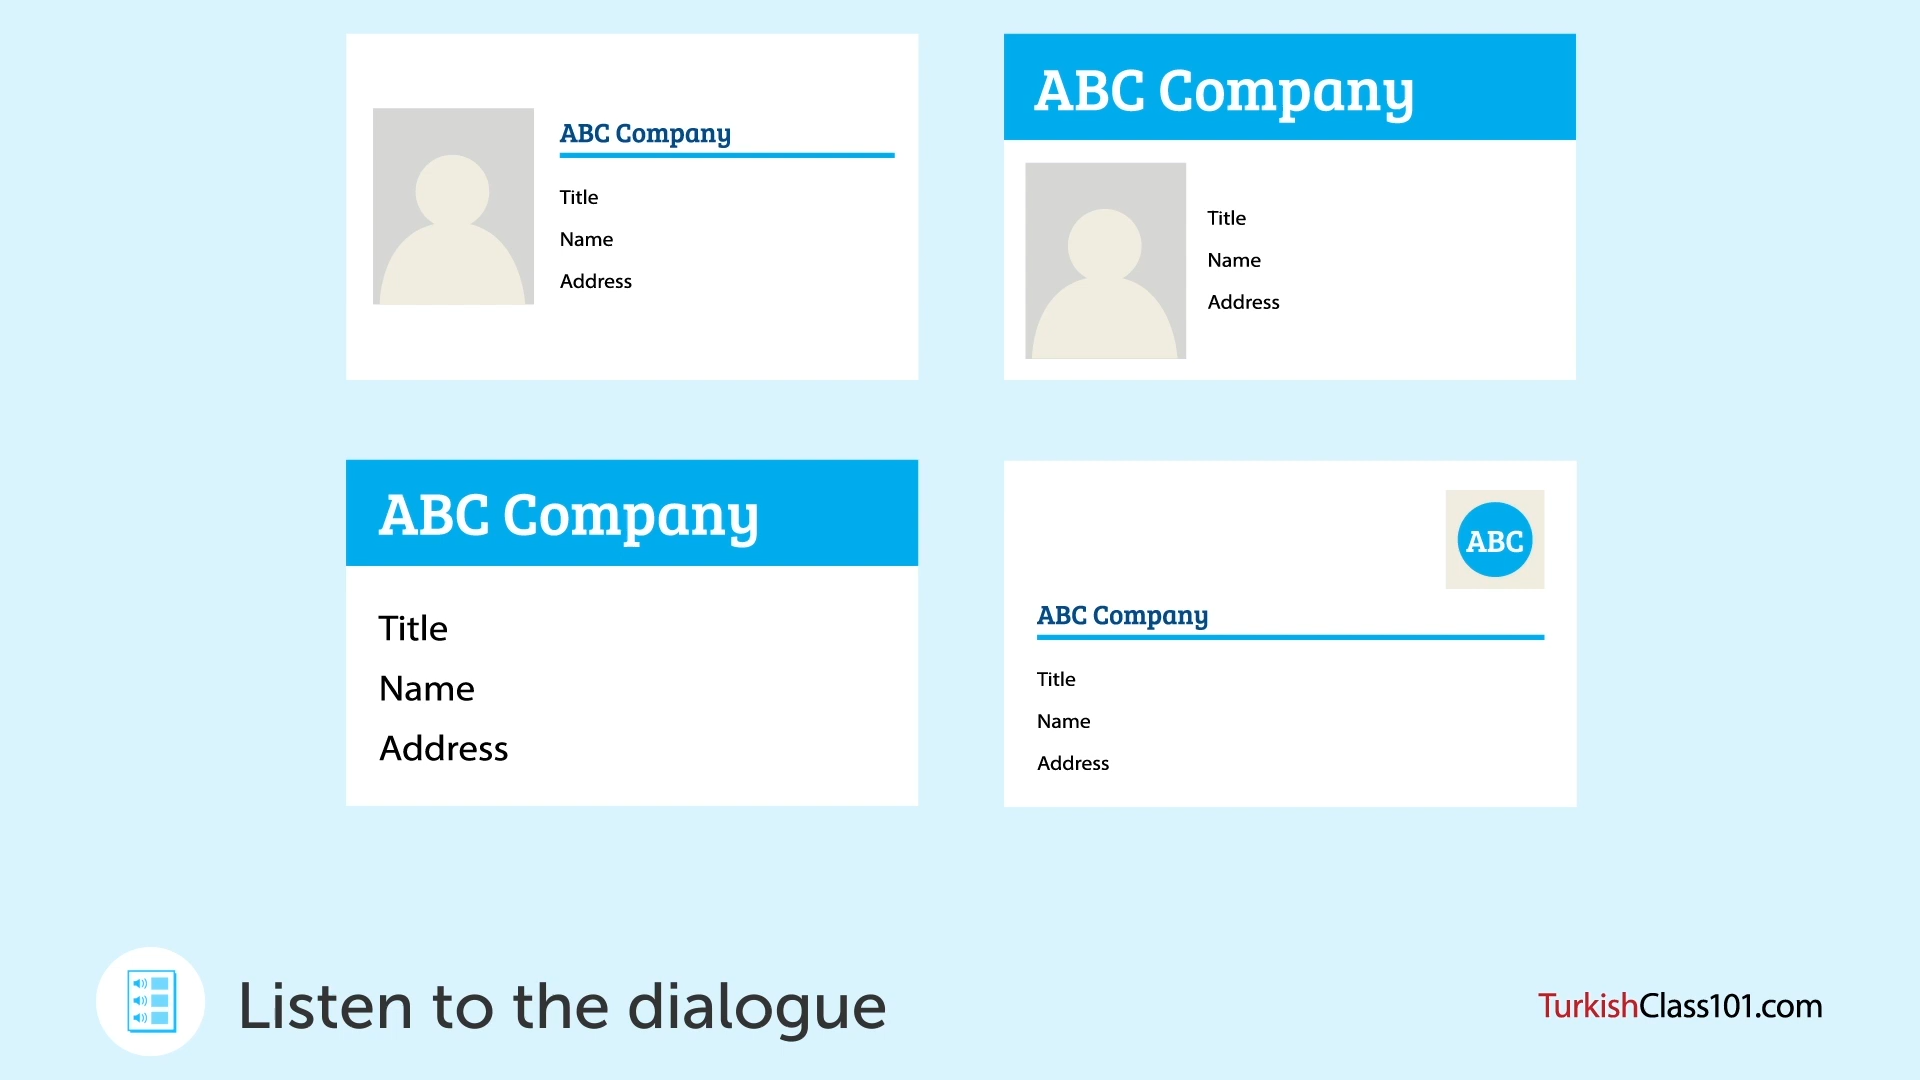 ABC Company
Title
Name
Address
ABC Company
Title
Name
Address
ABC Company
Title
Name
Address
ABC
ABC Company
Title
Name
Address
Listen to the dialogue
TurkishClass101.com